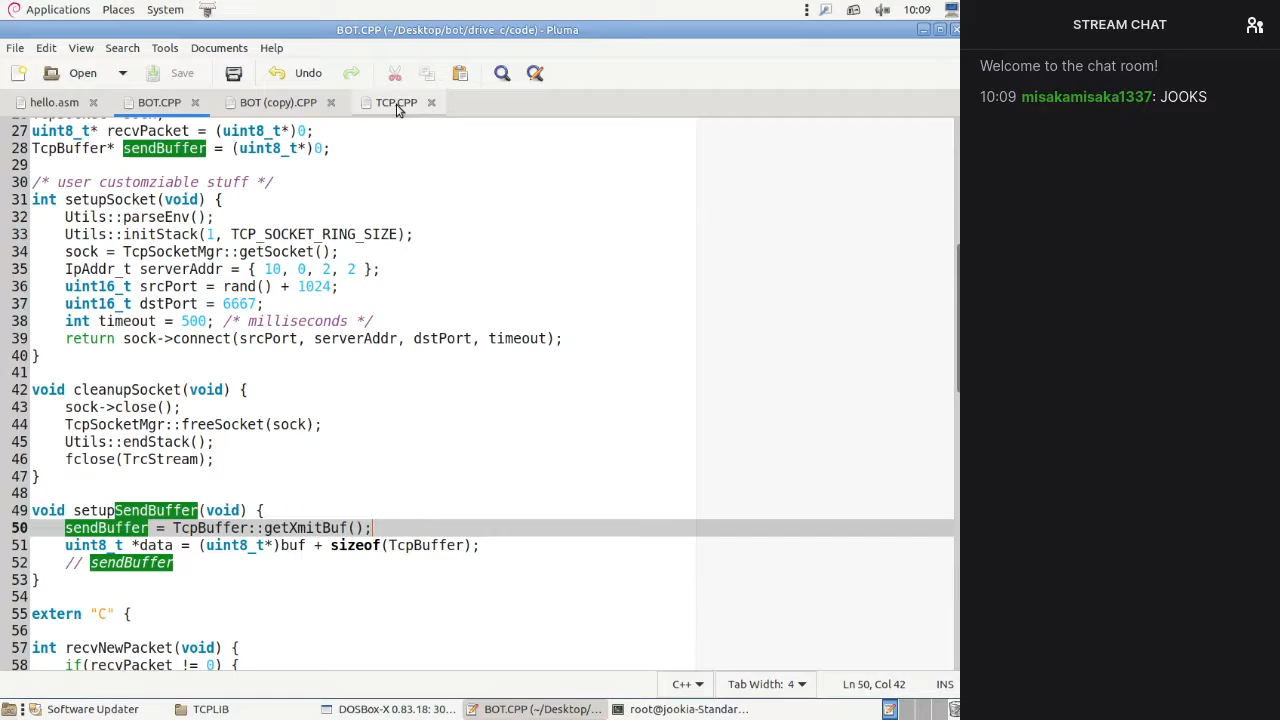 Applications Places System 10:09
BOT.CPP (~/Desktop/bot/drive_c/code) - Pluma
File Edit View Search Tools Documents Help
Open Save Undo
hello.asm BOT.CPP BOT (copy).CPP TCP.CPP
27 uint8_t* recvPacket = (uint8_t*)0;
28 TcpBuffer* sendBuffer = (uint8_t*)0;
29
30 /* user customziable stuff */
31 int setupSocket(void) {
32 Utils::parseEnv();
33 Utils::initStack(1, TCP_SOCKET_RING_SIZE);
34 sock = TcpSocketMgr::getSocket();
35 IpAddr_t serverAddr = { 10, 0, 2, 2 };
36 uint16_t srcPort = rand() + 1024;
37 uint16_t dstPort = 6667;
38 int timeout = 500; /* milliseconds */
39 return sock->connect(srcPort, serverAddr, dstPort, timeout);
40 }
41
42 void cleanupSocket(void) {
43 sock->close();
44 TcpSocketMgr::freeSocket(sock);
45 Utils::endStack();
46 fclose(TrcStream);
47 }
48
49 void setupSendBuffer(void) {
50 sendBuffer = TcpBuffer::getXmitBuf();
51 uint8_t *data = (uint8_t*)buf + sizeof(TcpBuffer);
52 // sendBuffer
53 }
54
55 extern "C" {
56
57 int recvNewPacket(void) {
58 if(recvPacket != 0) {
C++ Tab Width: 4 Ln 50, Col 42 INS
Software Updater TCPLIB DOSBox-X 0.83.18: 30... BOT.CPP (~/Desktop/... root@jookia-Standar...
STREAM CHAT
Welcome to the chat room!
10:09 misakamisaka1337: JOOKS